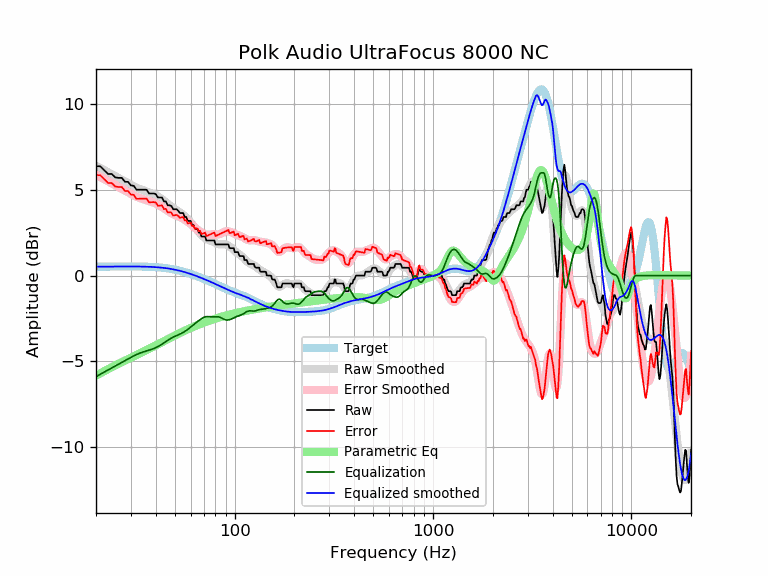 Polk Audio UltraFocus 8000 NC
Amplitude (dBr)
10
5
0
−5
−10
Target
Raw Smoothed
Error Smoothed
Raw
Error
Parametric Eq
Equalization
Equalized smoothed
100
1000
10000
Frequency (Hz)